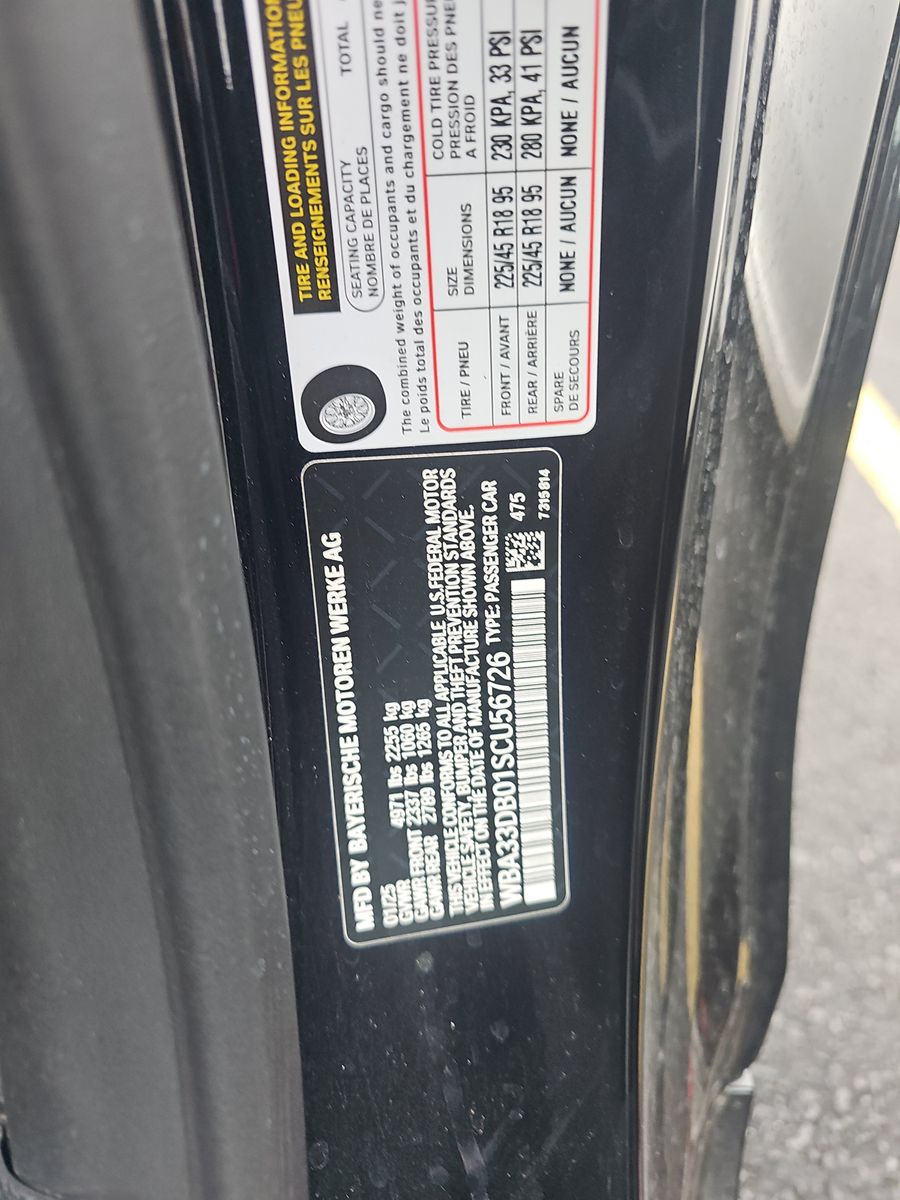 TIRE AND LOADING INFORMATION
RENSEIGNEMENTS SUR LES PNEU
SEATING CAPACITY TOTAL
NOMBRE DE PLACES
The combined weight of occupants and cargo should ne
Le poids total des occupants et du chargement ne doit j
TIRE / PNEU SIZE DIMENSIONS COLD TIRE PRESSU PRESSION DES PNE A FROID
FRONT / AVANT 225/45 R18 95 230 KPA, 33 PSI
REAR / ARRIÈRE 225/45 R18 95 280 KPA, 41 PSI
SPARE DE SECOURS NONE / AUCUN NONE / AUCUN
MFD BY BAYERISCHE MOTOREN WERKE AG
01/25
GVWR 4971 lbs 2255 kg
GAWR FRONT 2337 lbs 1060 kg
GAWR REAR 2789 lbs 1265 kg
THIS VEHICLE CONFORMS TO ALL APPLICABLE U.S.FEDERAL MOTOR
VEHICLE SAFETY, BUMPER AND THEFT PREVENTION STANDARDS
IN EFFECT ON THE DATE OF MANUFACTURE SHOWN ABOVE.
WBA33DB01SCU56726 TYPE: PASSENGER CAR
475
7315814